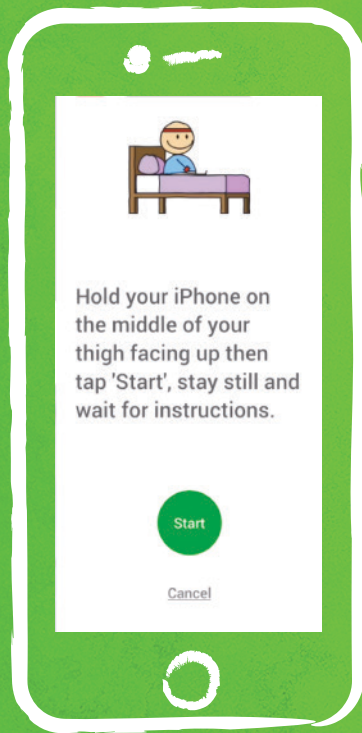 Hold your iPhone on
the middle of your
thigh facing up then
tap 'Start', stay still and
wait for instructions.
Start
Cancel